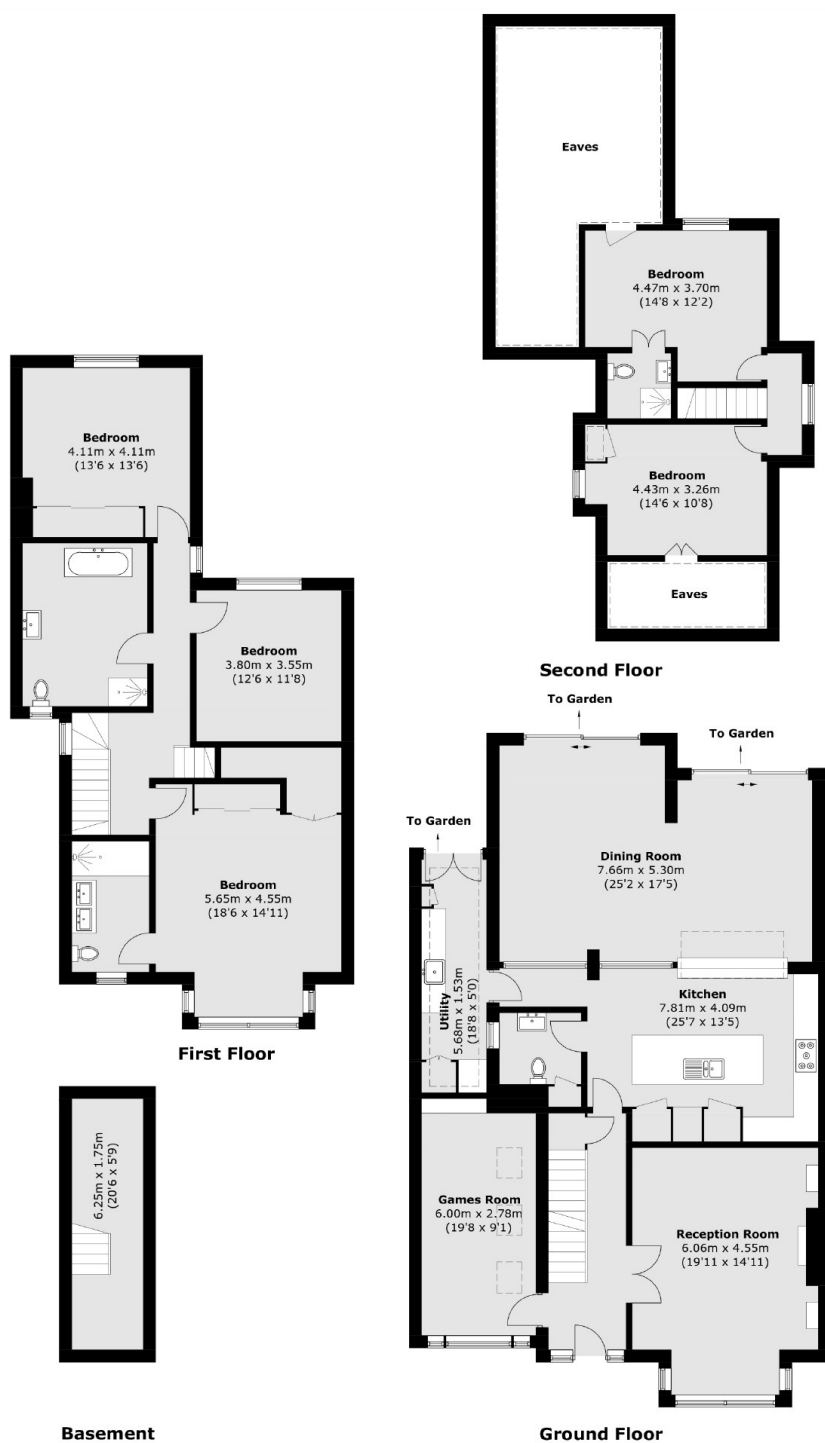 Eaves
Bedroom
4.47m x 3.70m
(14'8 x 12'2)
Bedroom
4.43m x 3.26m
(14'6 x 10'8)
Eaves
Second Floor
Bedroom
4.11m x 4.11m
(13'6 x 13'6)
Bedroom
3.80m x 3.55m
(12'6 x 11'8)
Bedroom
5.65m x 4.55m
(18'6 x 14'11)
First Floor
To Garden
To Garden
To Garden
Dining Room
7.66m x 5.30m
(25'2 x 17'5)
Utility
5.68m x 1.53m
(18'8 x 5'0)
Kitchen
7.81m x 4.09m
(25'7 x 13'5)
Games Room
6.00m x 2.78m
(19'8 x 9'1)
Reception Room
6.06m x 4.55m
(19'11 x 14'11)
Ground Floor
6.25m x 1.75m
(20'6 x 5'9)
Basement